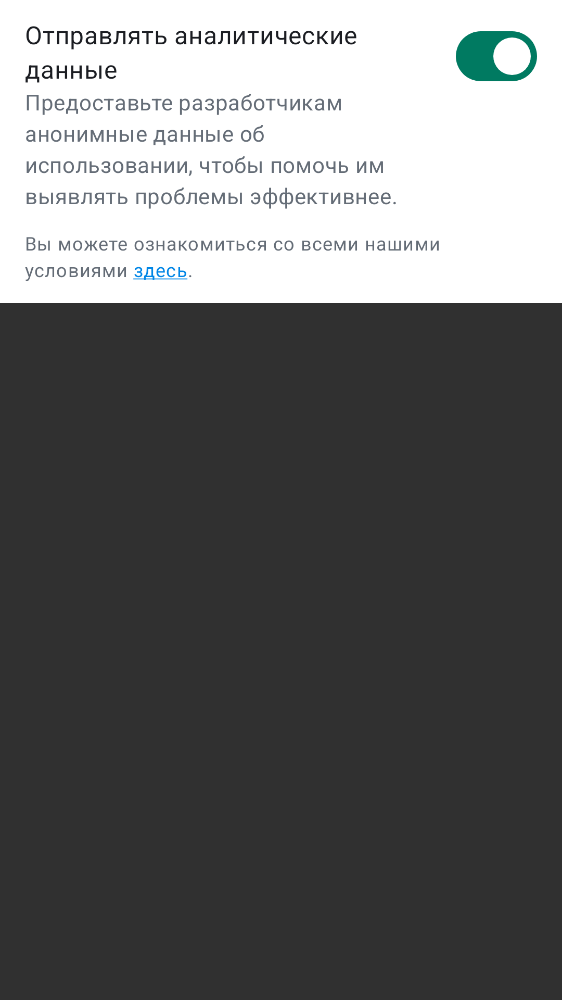 Отправлять аналитические
данные
Предоставьте разработчикам
анонимные данные об
использовании, чтобы помочь им
выявлять проблемы эффективнее.
Вы можете ознакомиться со всеми нашими
условиями здесь.